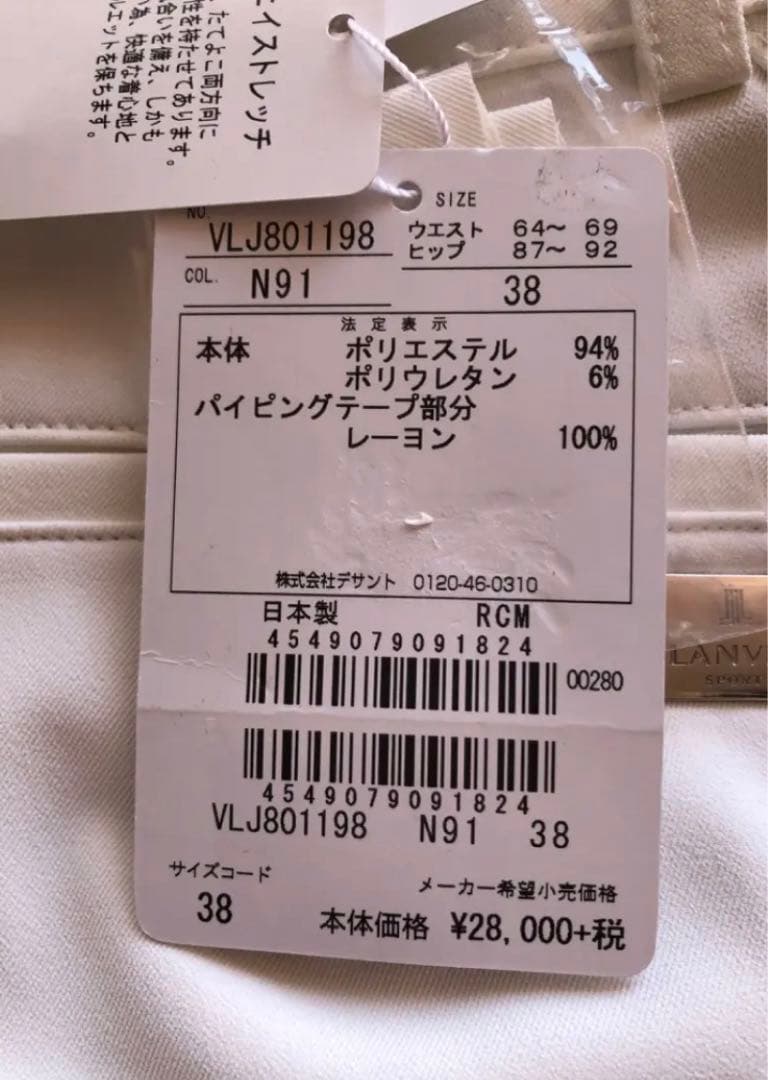 エイストレッチ
たてよこ両方向に
性を持たせてあります。
合いを備え、しかも
為、快適な着心地と
ルエットを保ちます。
NO.
VLJ801198
SIZE
ウエスト 64〜 69
ヒップ 87〜 92
COL. N91
38
法定表示
本体 ポリエステル 94%
ポリウレタン 6%
パイピングテープ部分
レーヨン 100%
株式会社デサント 0120-46-0310
日本製 RCM
4549079091824
00280
4549079091824
VLJ801198 N91 38
サイズコード
38
メーカー希望小売価格
本体価格 ¥28,000+税
LANV
SPORT